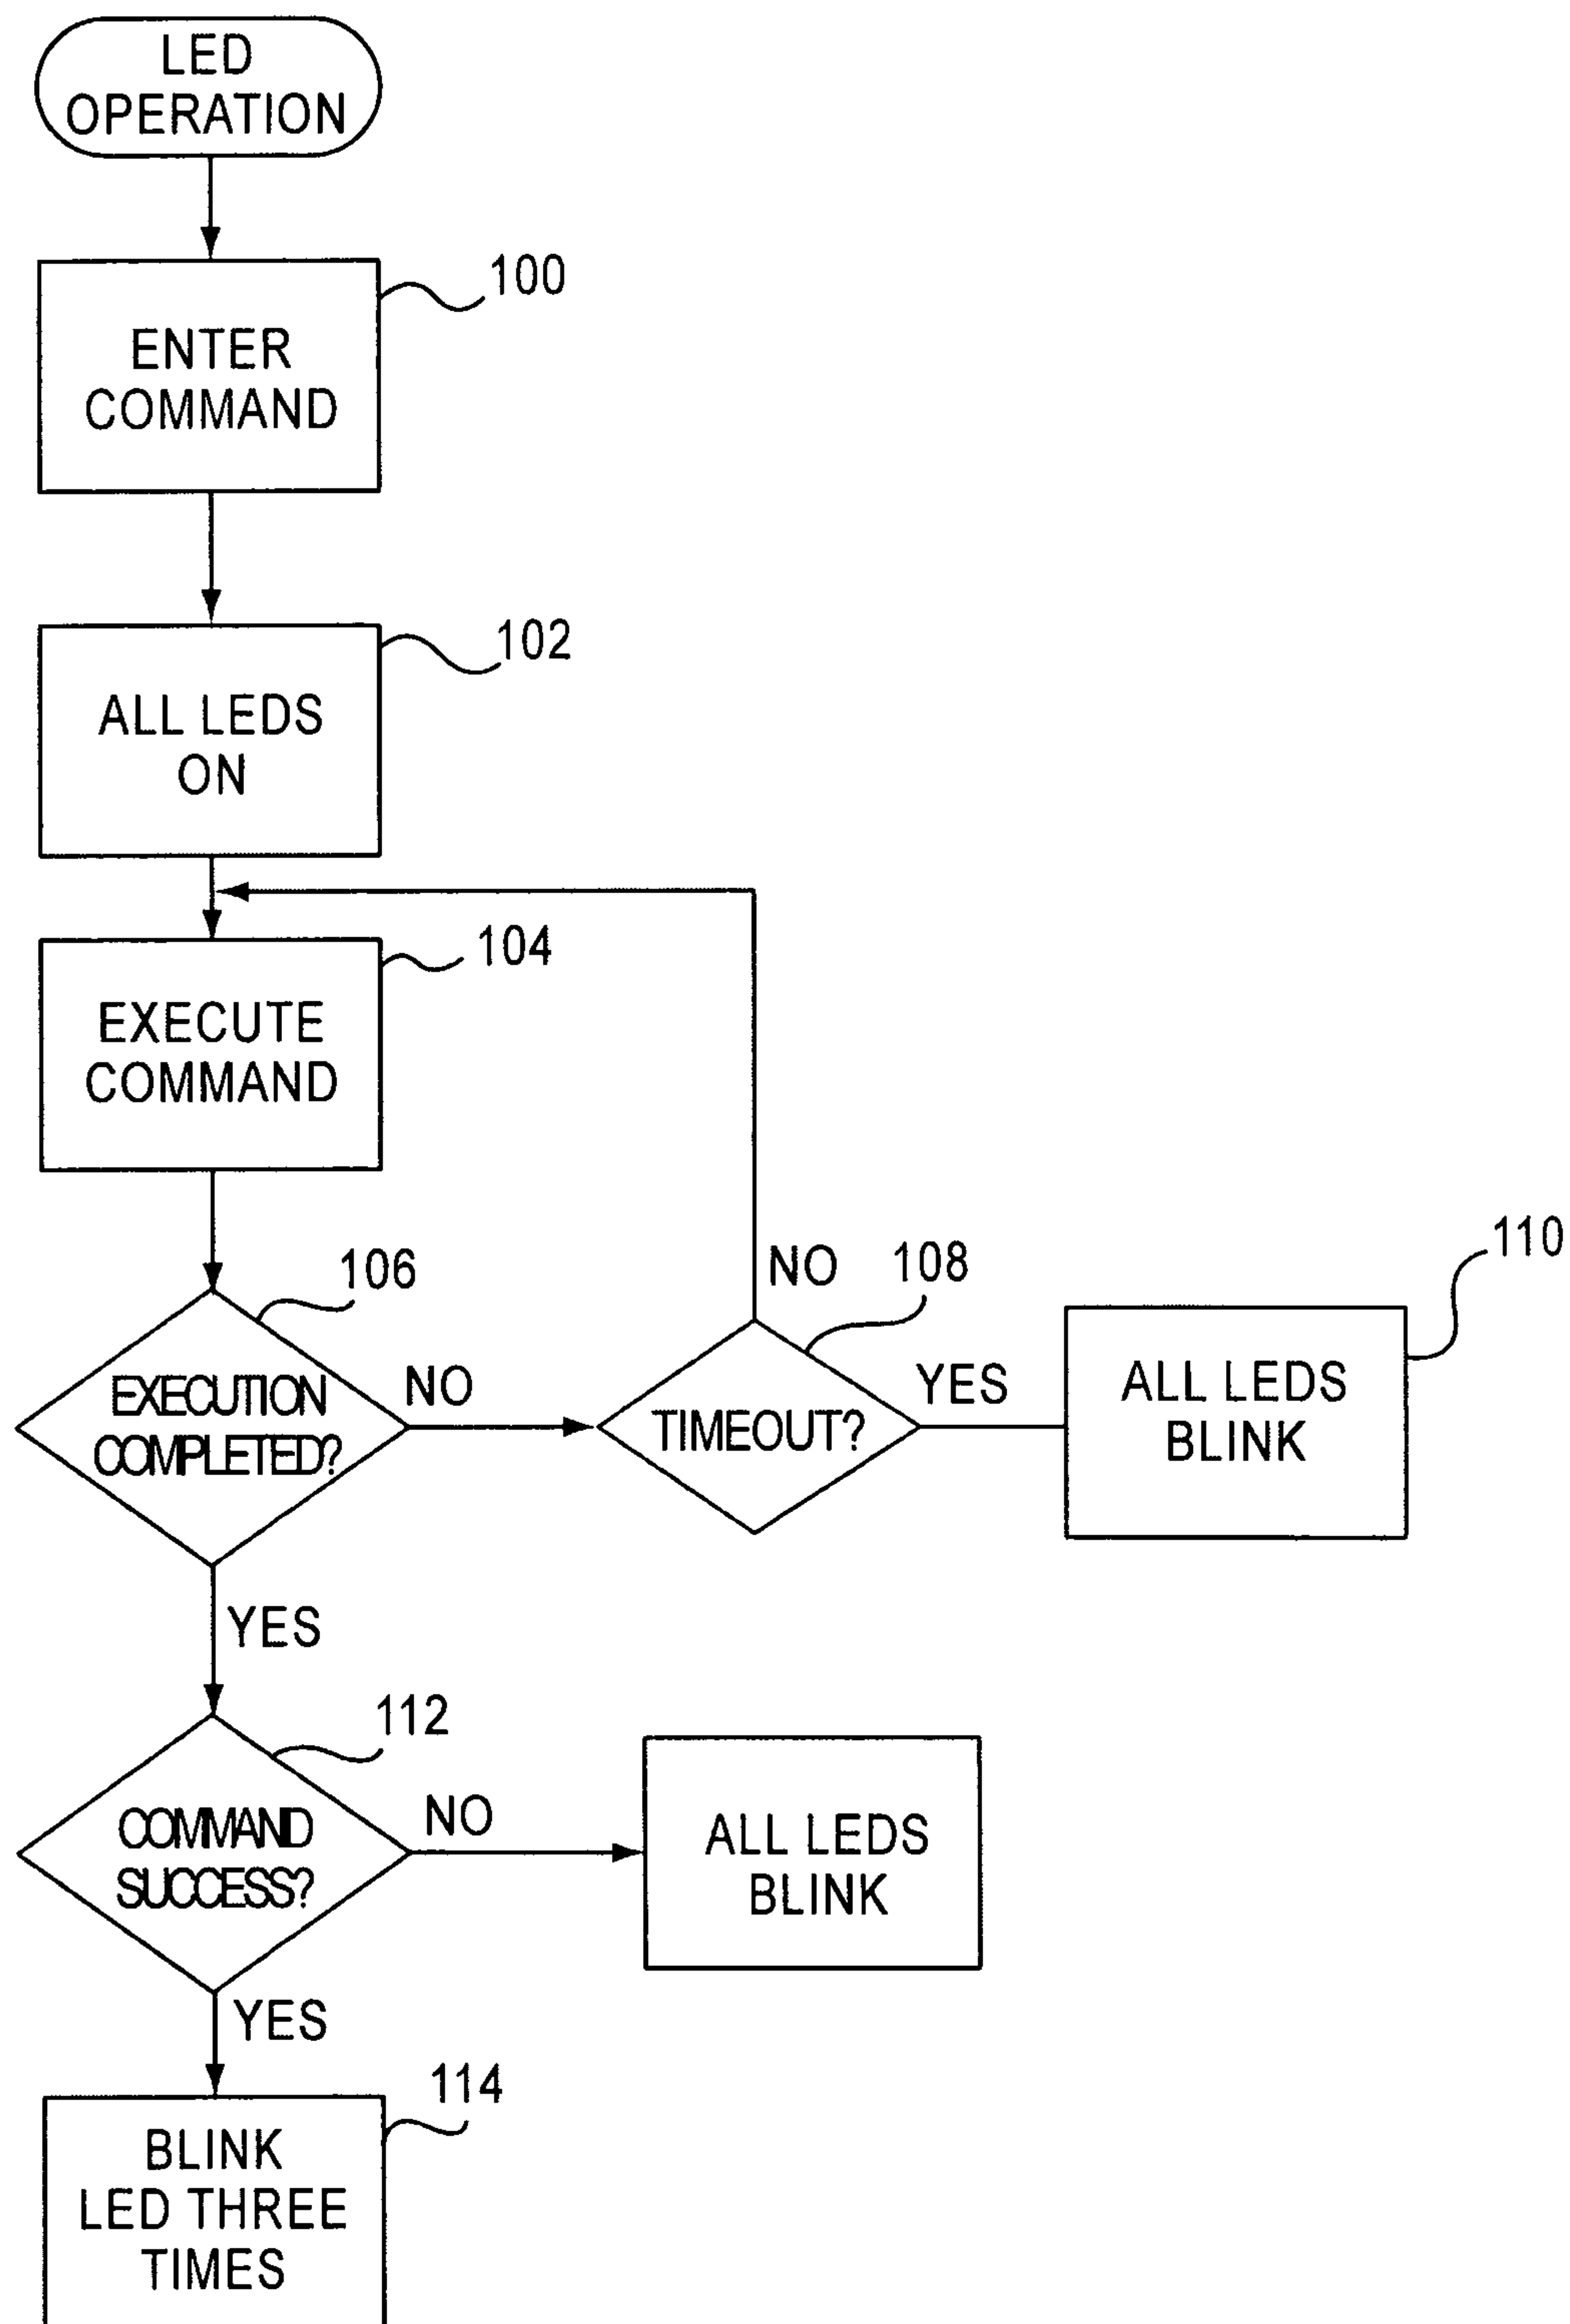 LED
OPERATION
100
ENTER
COMMAND
102
ALL LEDS
ON
104
EXECUTE
COMMAND
106
EXECUTION
COMPLETED?
NO
108
NO
TIMEOUT?
YES
110
ALL LEDS
BLINK
YES
112
COMMAND
SUCCESS?
NO
ALL LEDS
BLINK
YES
114
BLINK
LED THREE
TIMES